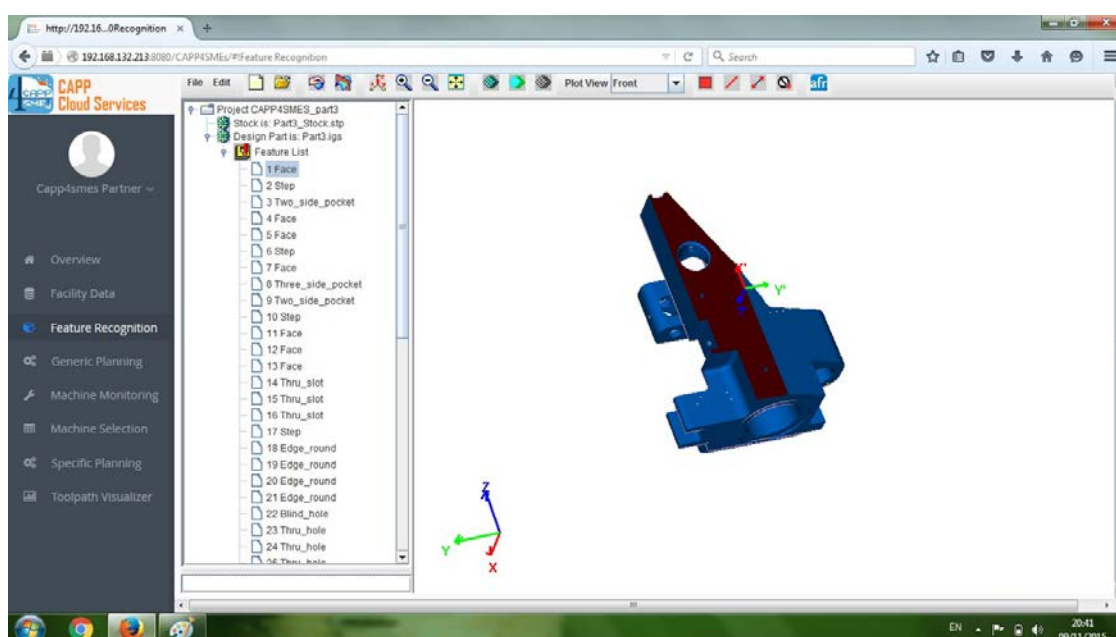 http://192.16...0Recognition
192.168.132.213:8080/CAPP4SMEs/#!Feature Recognition
Search
CAPP
Cloud Services
File Edit
Plot View Front
afr
Capp4smes Partner
Overview
Facility Data
Feature Recognition
Generic Planning
Machine Monitoring
Machine Selection
Specific Planning
Toolpath Visualizer
Project CAPP4SMES_part3
Stock is: Part3_Stock.stp
Design Part is: Part3.igs
Feature List
1 Face
2 Step
3 Two_side_pocket
4 Face
5 Face
6 Step
7 Face
8 Three_side_pocket
9 Two_side_pocket
10 Step
11 Face
12 Face
13 Face
14 Thru_slot
15 Thru_slot
16 Thru_slot
17 Step
18 Edge_round
19 Edge_round
20 Edge_round
21 Edge_round
22 Blind_hole
23 Thru_hole
24 Thru_hole
25 Thru_hole
Y'
Z
Y
X
EN
20:41